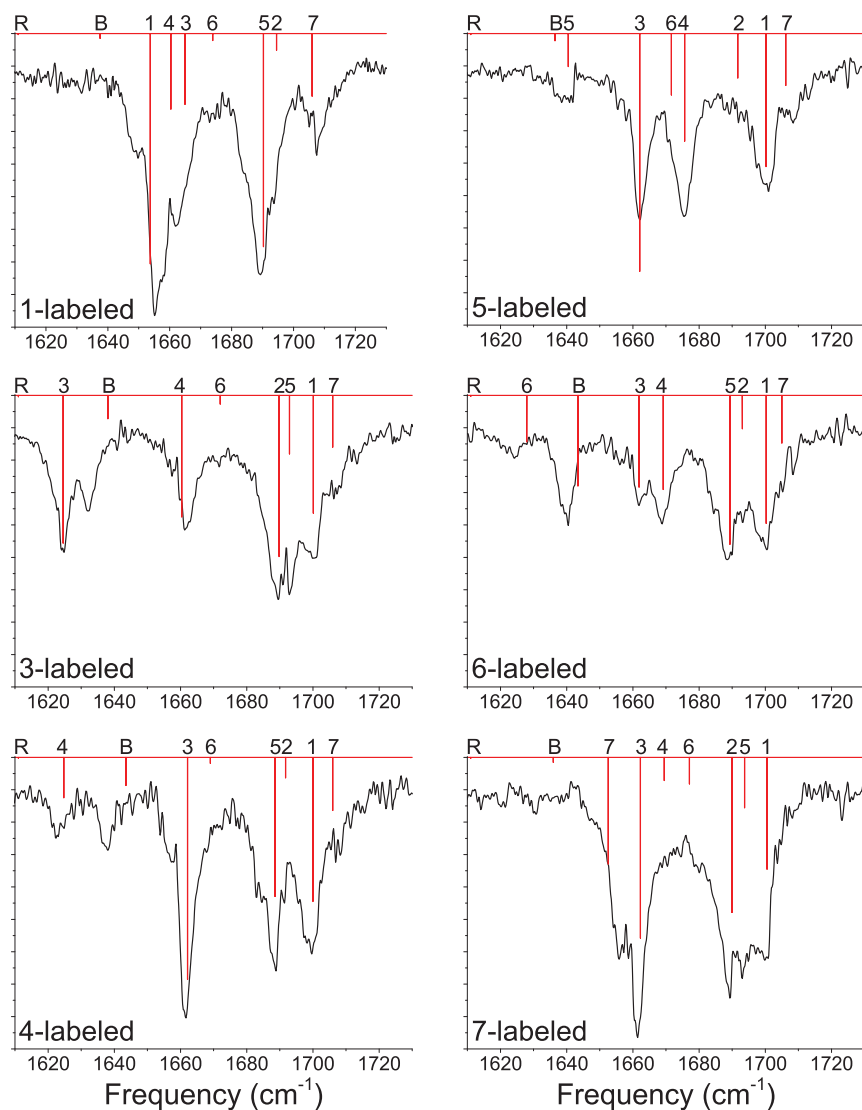 R B 1 4 3 6 5 2 7
1-labeled
1620 1640 1660 1680 1700 1720
R B 5 3 6 4 2 1 7
5-labeled
1620 1640 1660 1680 1700 1720
R 3 B 4 6 2 5 1 7
3-labeled
1620 1640 1660 1680 1700 1720
R 6 B 3 4 5 2 1 7
6-labeled
1620 1640 1660 1680 1700 1720
R 4 B 3 6 5 2 1 7
4-labeled
1620 1640 1660 1680 1700 1720
Frequency (cm⁻¹)
R B 7 3 4 6 2 5 1
7-labeled
1620 1640 1660 1680 1700 1720
Frequency (cm⁻¹)